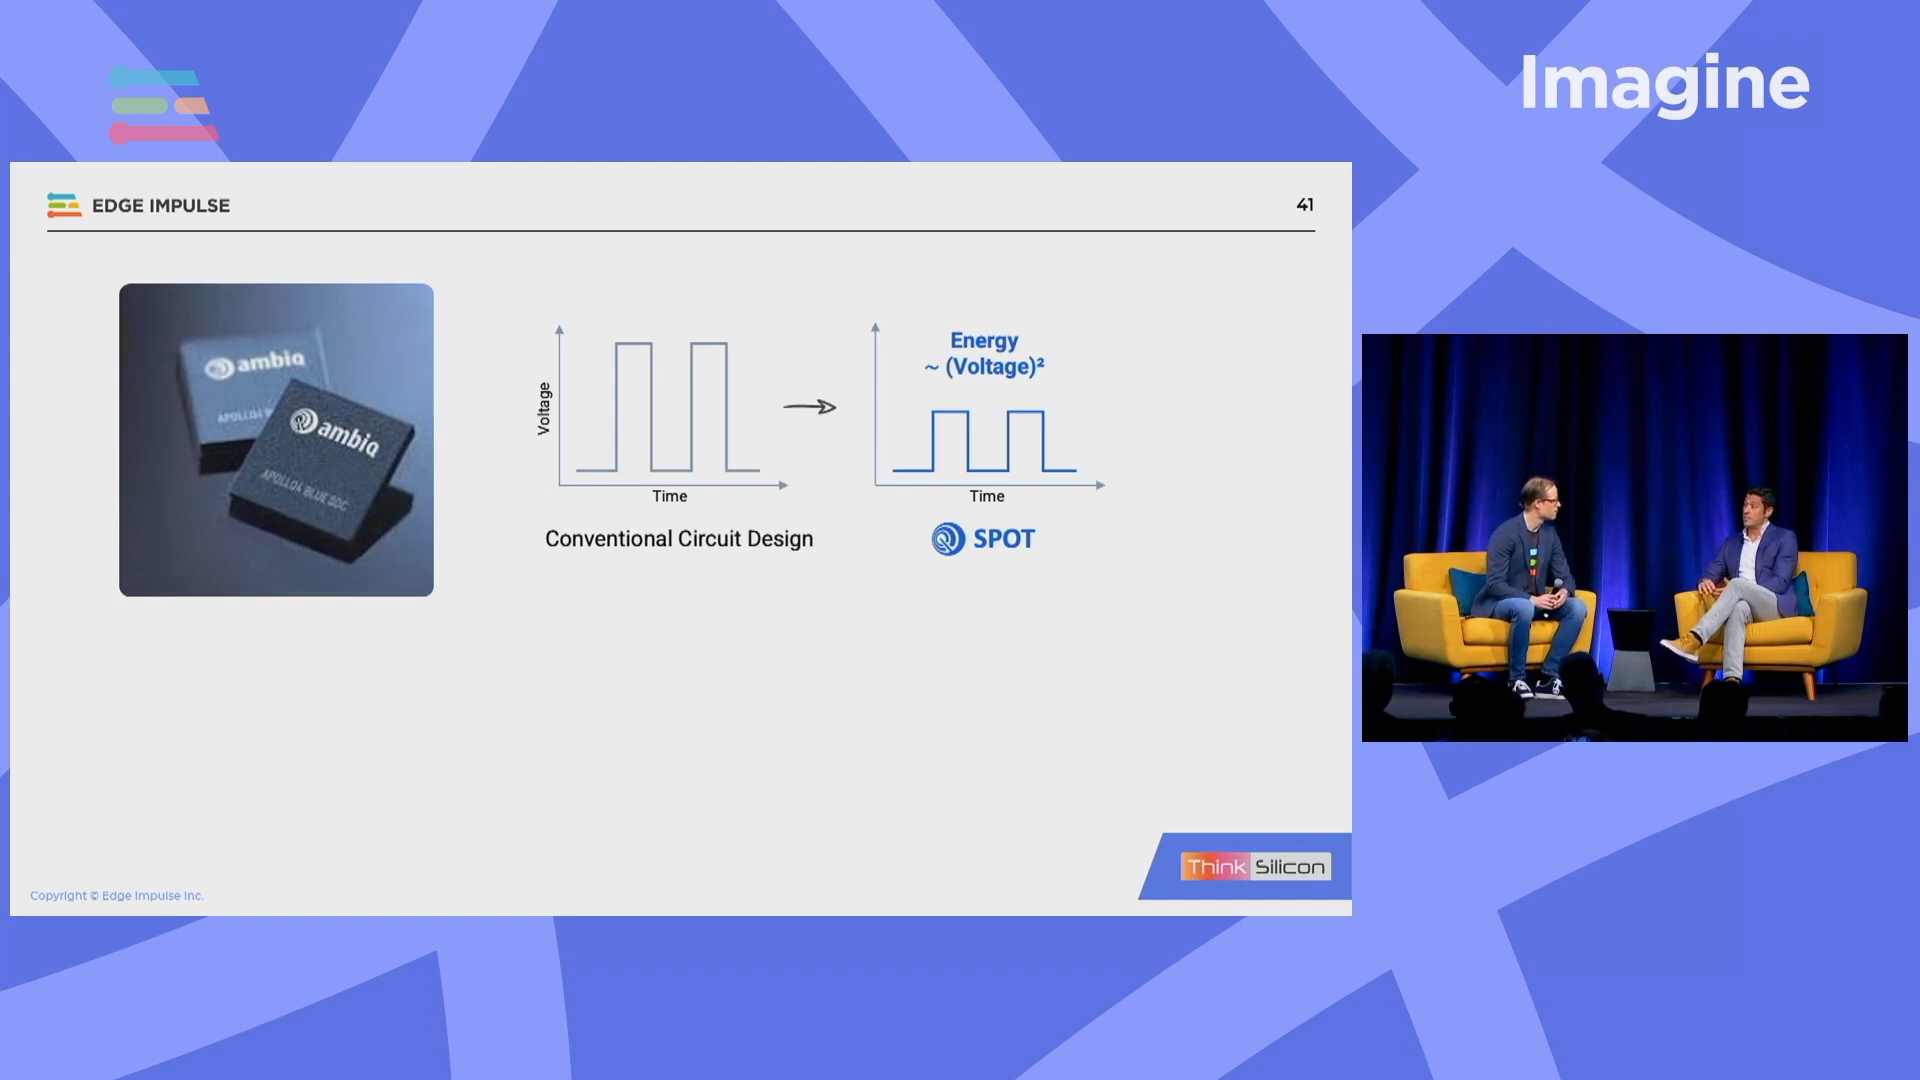 Imagine
EDGE IMPULSE
41
ambiq
APOLLO4 B
ambiq
APOLLO4 BLUE SOC
Voltage
Time
Conventional Circuit Design
Energy
~ (Voltage)²
Time
SPOT
Think Silicon
Copyright © Edge Impulse Inc.